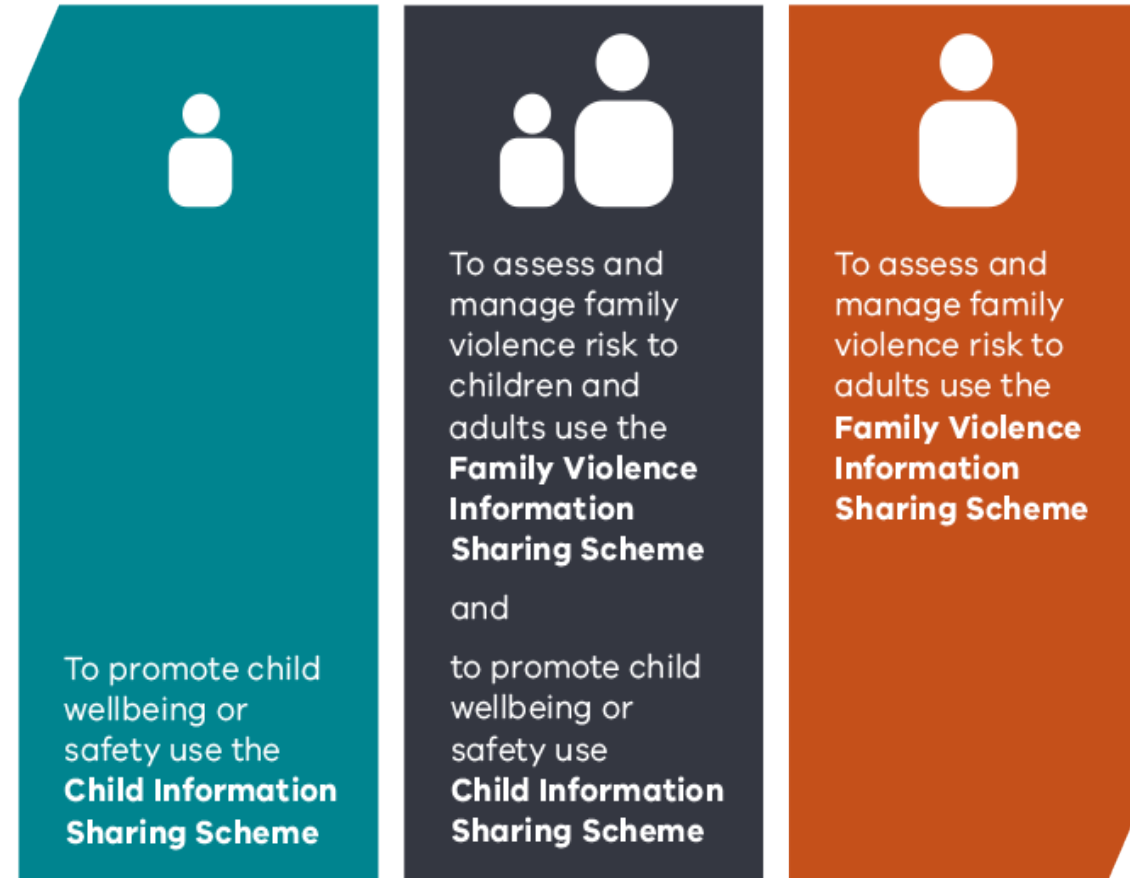 To promote child
wellbeing or
safety use the
Child Information
Sharing Scheme
To assess and
manage family
violence risk to
children and
adults use the
Family Violence
Information
Sharing Scheme
and
to promote child
wellbeing or
safety use
Child Information
Sharing Scheme
To assess and
manage family
violence risk to
adults use the
Family Violence
Information
Sharing Scheme